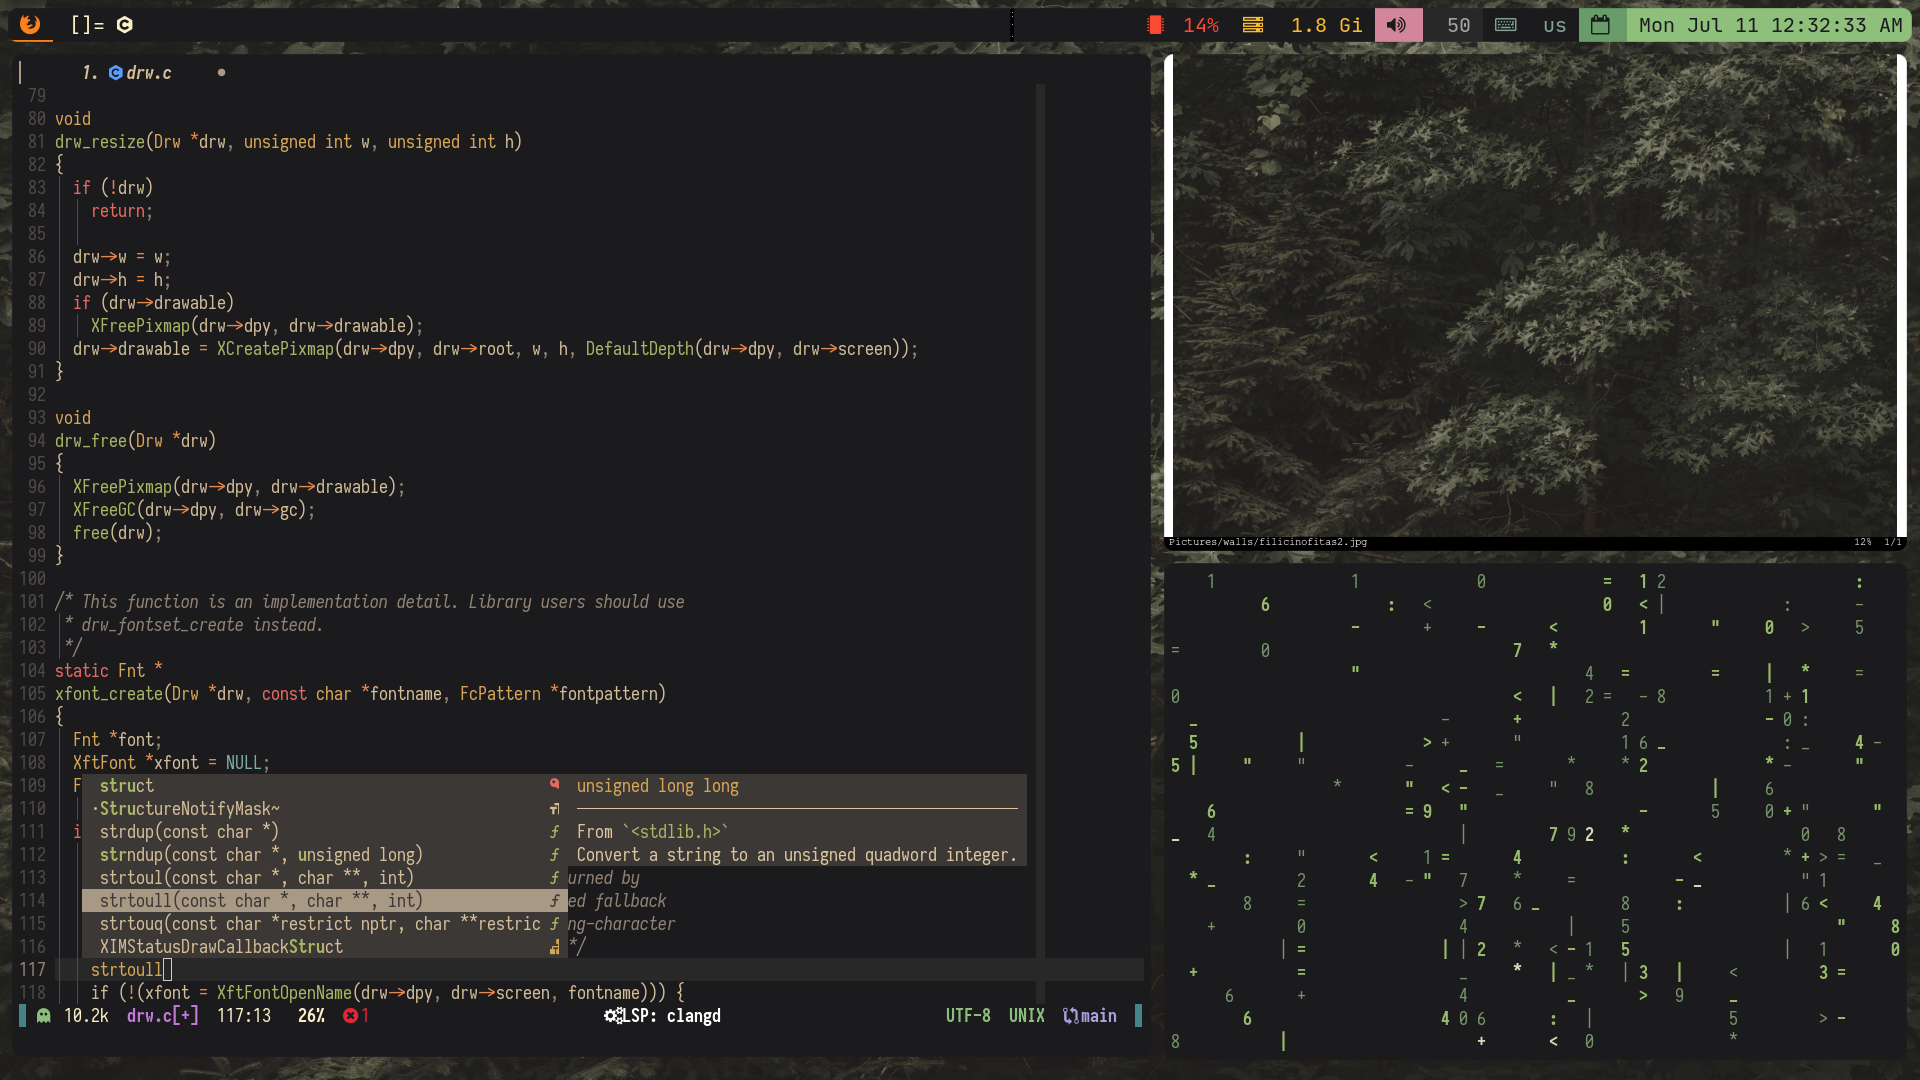 []=
14%
1.8 Gi
50
us
Mon Jul 11 12:32:33 AM
1. drw.c
79
80 void
81 drw_resize(Drw *drw, unsigned int w, unsigned int h)
82 {
83 if (!drw)
84 return;
85
86 drw->w = w;
87 drw->h = h;
88 if (drw->drawable)
89 XFreePixmap(drw->dpy, drw->drawable);
90 drw->drawable = XCreatePixmap(drw->dpy, drw->root, w, h, DefaultDepth(drw->dpy, drw->screen));
91 }
92
93 void
94 drw_free(Drw *drw)
95 {
96 XFreePixmap(drw->dpy, drw->drawable);
97 XFreeGC(drw->dpy, drw->gc);
98 free(drw);
99 }
100
101 /* This function is an implementation detail. Library users should use
102 * drw_fontset_create instead.
103 */
104 static Fnt *
105 xfont_create(Drw *drw, const char *fontname, FcPattern *fontpattern)
106 {
107 Fnt *font;
108 XftFont *xfont = NULL;
109 F struct
110 •StructureNotifyMask~
111 i strdup(const char *)
112 strndup(const char *, unsigned long)
113 strtoul(const char *, char **, int) urned by
114 strtoull(const char *, char **, int) ed fallback
115 strtouq(const char *restrict nptr, char **restric ng-character
116 XIMStatusDrawCallbackStruct */
unsigned long long
From `<stdlib.h>`
Convert a string to an unsigned quadword integer.
117 strtoull
118 if (!(xfont = XftFontOpenName(drw->dpy, drw->screen, fontname))) {
10.2k drw.c[+] 117:13 26% 1 LSP: clangd UTF-8 UNIX main
Pictures/walls/filicinofitas2.jpg 12% 1/1